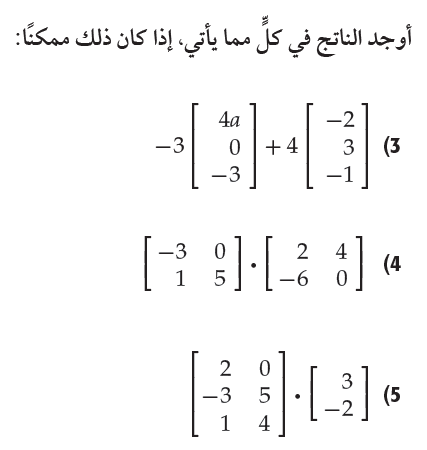 أوجد الناتج في كلٍّ مما يأتي، إذا كان ذلك ممكنًا:
(3 −3 [4a; 0; −3] + 4 [−2; 3; −1]
(4 [−3 0; 1 5] · [2 4; −6 0]
(5 [2 0; −3 5; 1 4] · [3; −2]